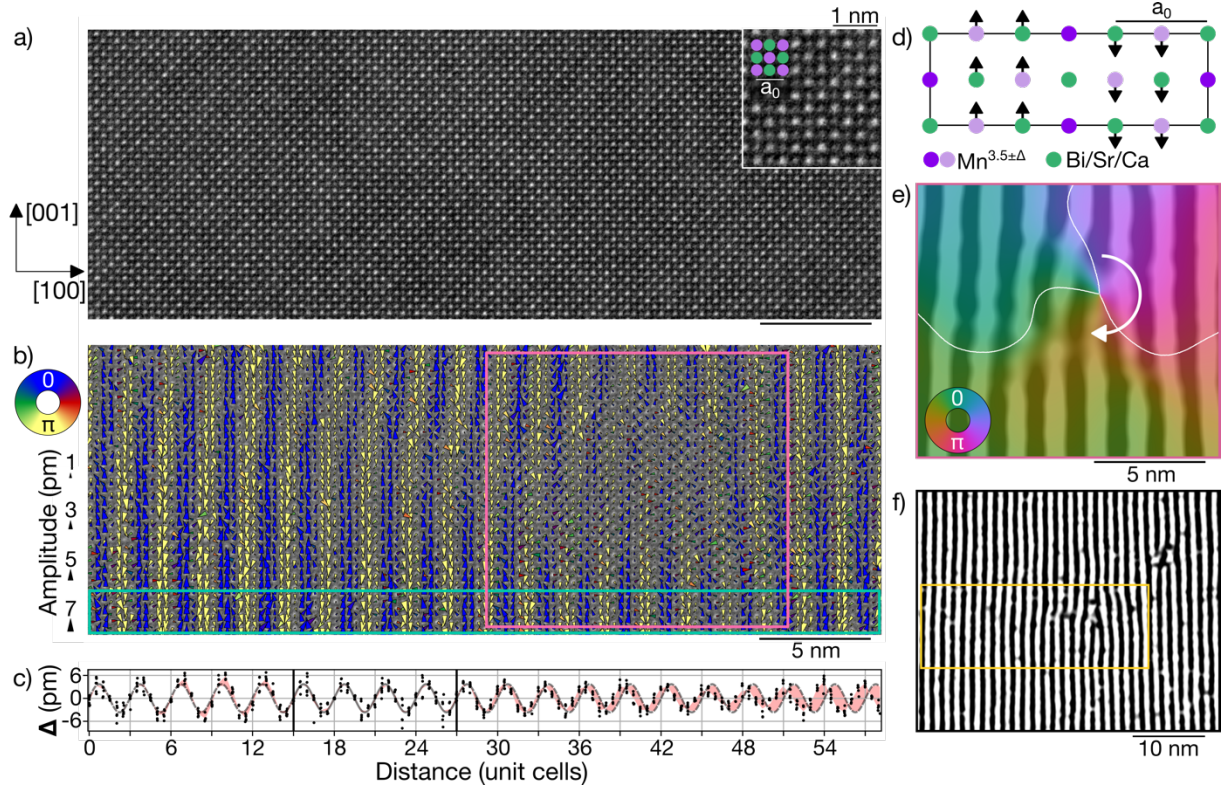 a)
1 nm
a₀
[001]
[100]
b)
0
π
Amplitude (pm)
1
3
5
7
5 nm
c)
Δ (pm)
6
0
-6
0
6
12
18
24
30
36
42
48
54
Distance (unit cells)
d)
a₀
Mn³·⁵±Δ
Bi/Sr/Ca
e)
0
π
5 nm
f)
10 nm